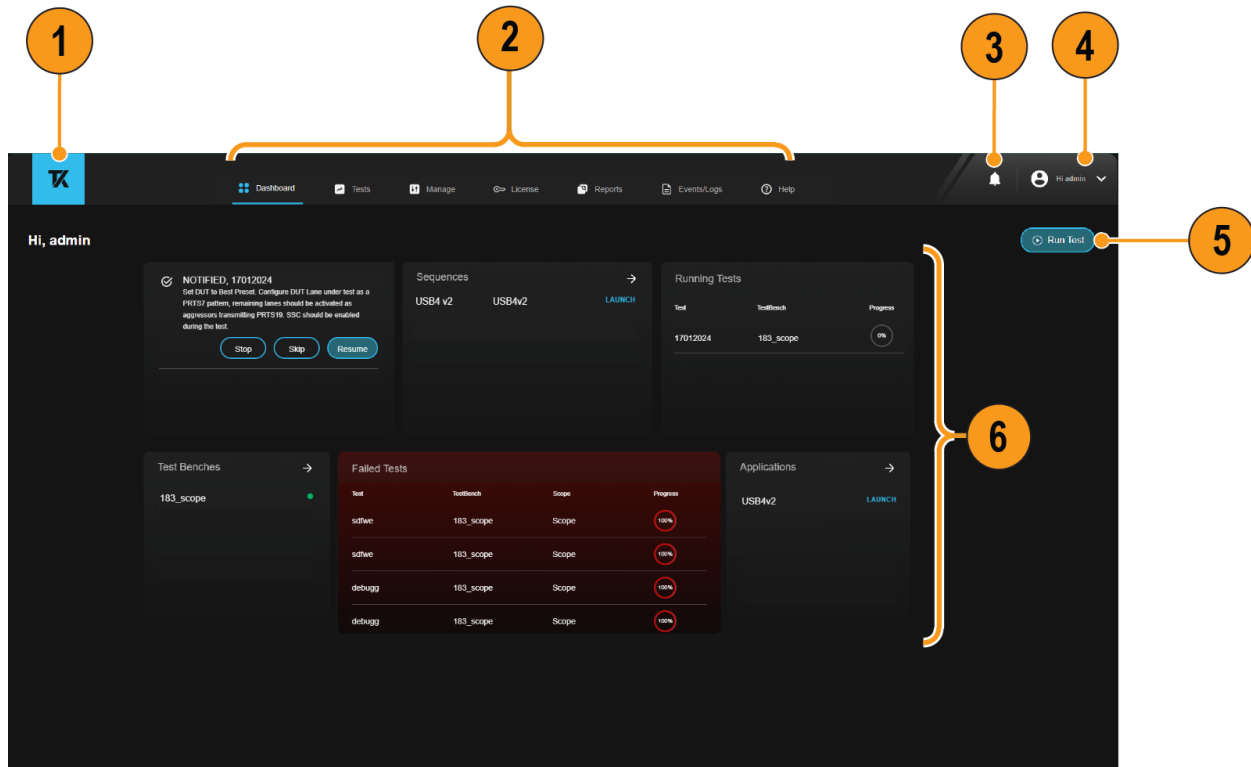 1
2
3
4
TK
Dashboard Tests Manage License Reports Events/Logs Help
Hi admin
Hi, admin
Run Test
5
NOTIFIED, 17012024
Set DUT to Best Preset. Configure DUT Lane under test as a
PRTS7 pattern, remaining lanes should be activated as
aggressors transmitting PRTS19. SSC should be enabled
during the test.
Stop Skip Resume
Sequences
USB4 v2 USB4v2 LAUNCH
Running Tests
Test TestBench Progress
17012024 183_scope 0%
6
Test Benches
183_scope
Failed Tests
Test TestBench Scope Progress
sdfwe 183_scope Scope 100%
sdfwe 183_scope Scope 100%
debugg 183_scope Scope 100%
debugg 183_scope Scope 100%
Applications
USB4v2 LAUNCH